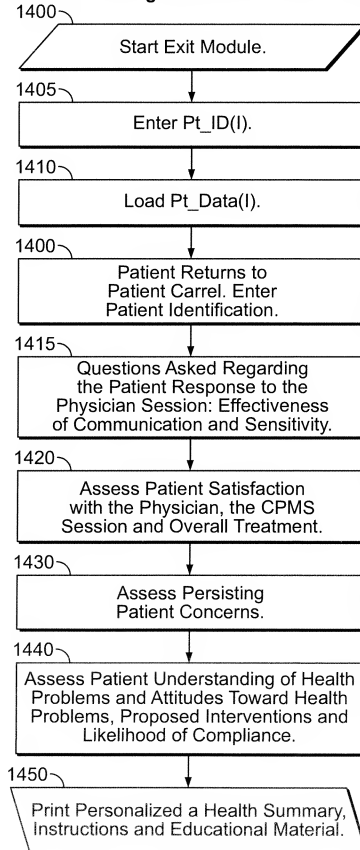 1400
Start Exit Module.
1405
Enter Pt_ID(I).
1410
Load Pt_Data(I).
1400
Patient Returns to
Patient Carrel. Enter
Patient Identification.
1415
Questions Asked Regarding
the Patient Response to the
Physician Session: Effectiveness
of Communication and Sensitivity.
1420
Assess Patient Satisfaction
with the Physician, the CPMS
Session and Overall Treatment.
1430
Assess Persisting
Patient Concerns.
1440
Assess Patient Understanding of Health
Problems and Attitudes Toward Health
Problems, Proposed Interventions and
Likelihood of Compliance.
1450
Print Personalized a Health Summary,
Instructions and Educational Material.